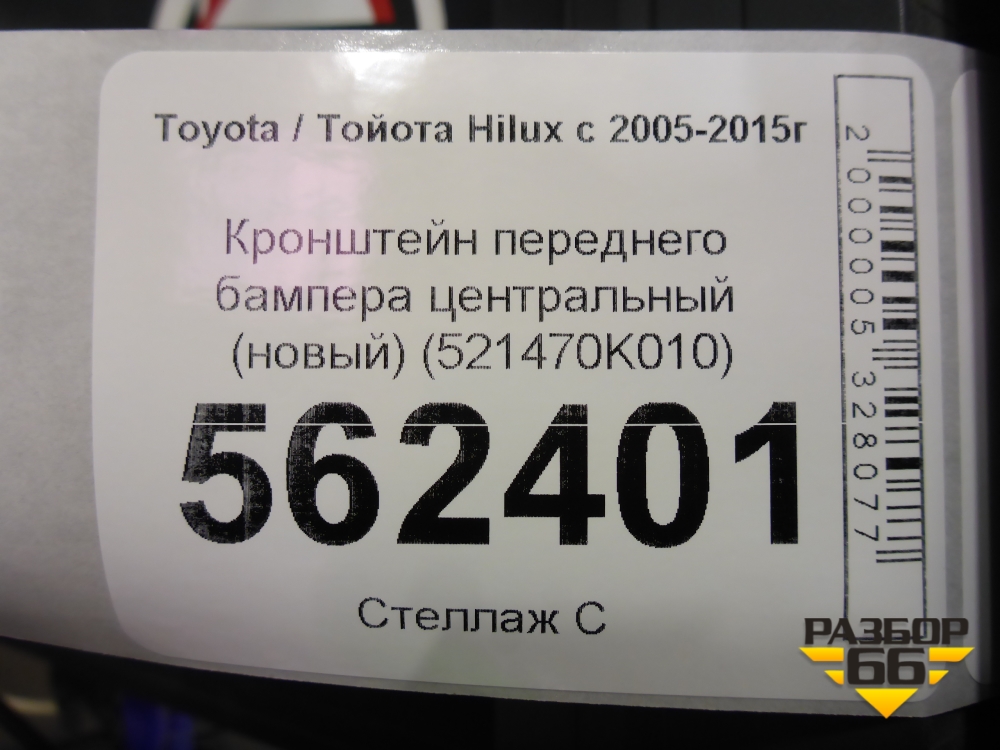 Toyota / Тойота Hilux с 2005-2015г
Кронштейн переднего
бампера центральный
(новый) (521470K010)
562401
Стеллаж С
2000005328077
РАЗБОР
66